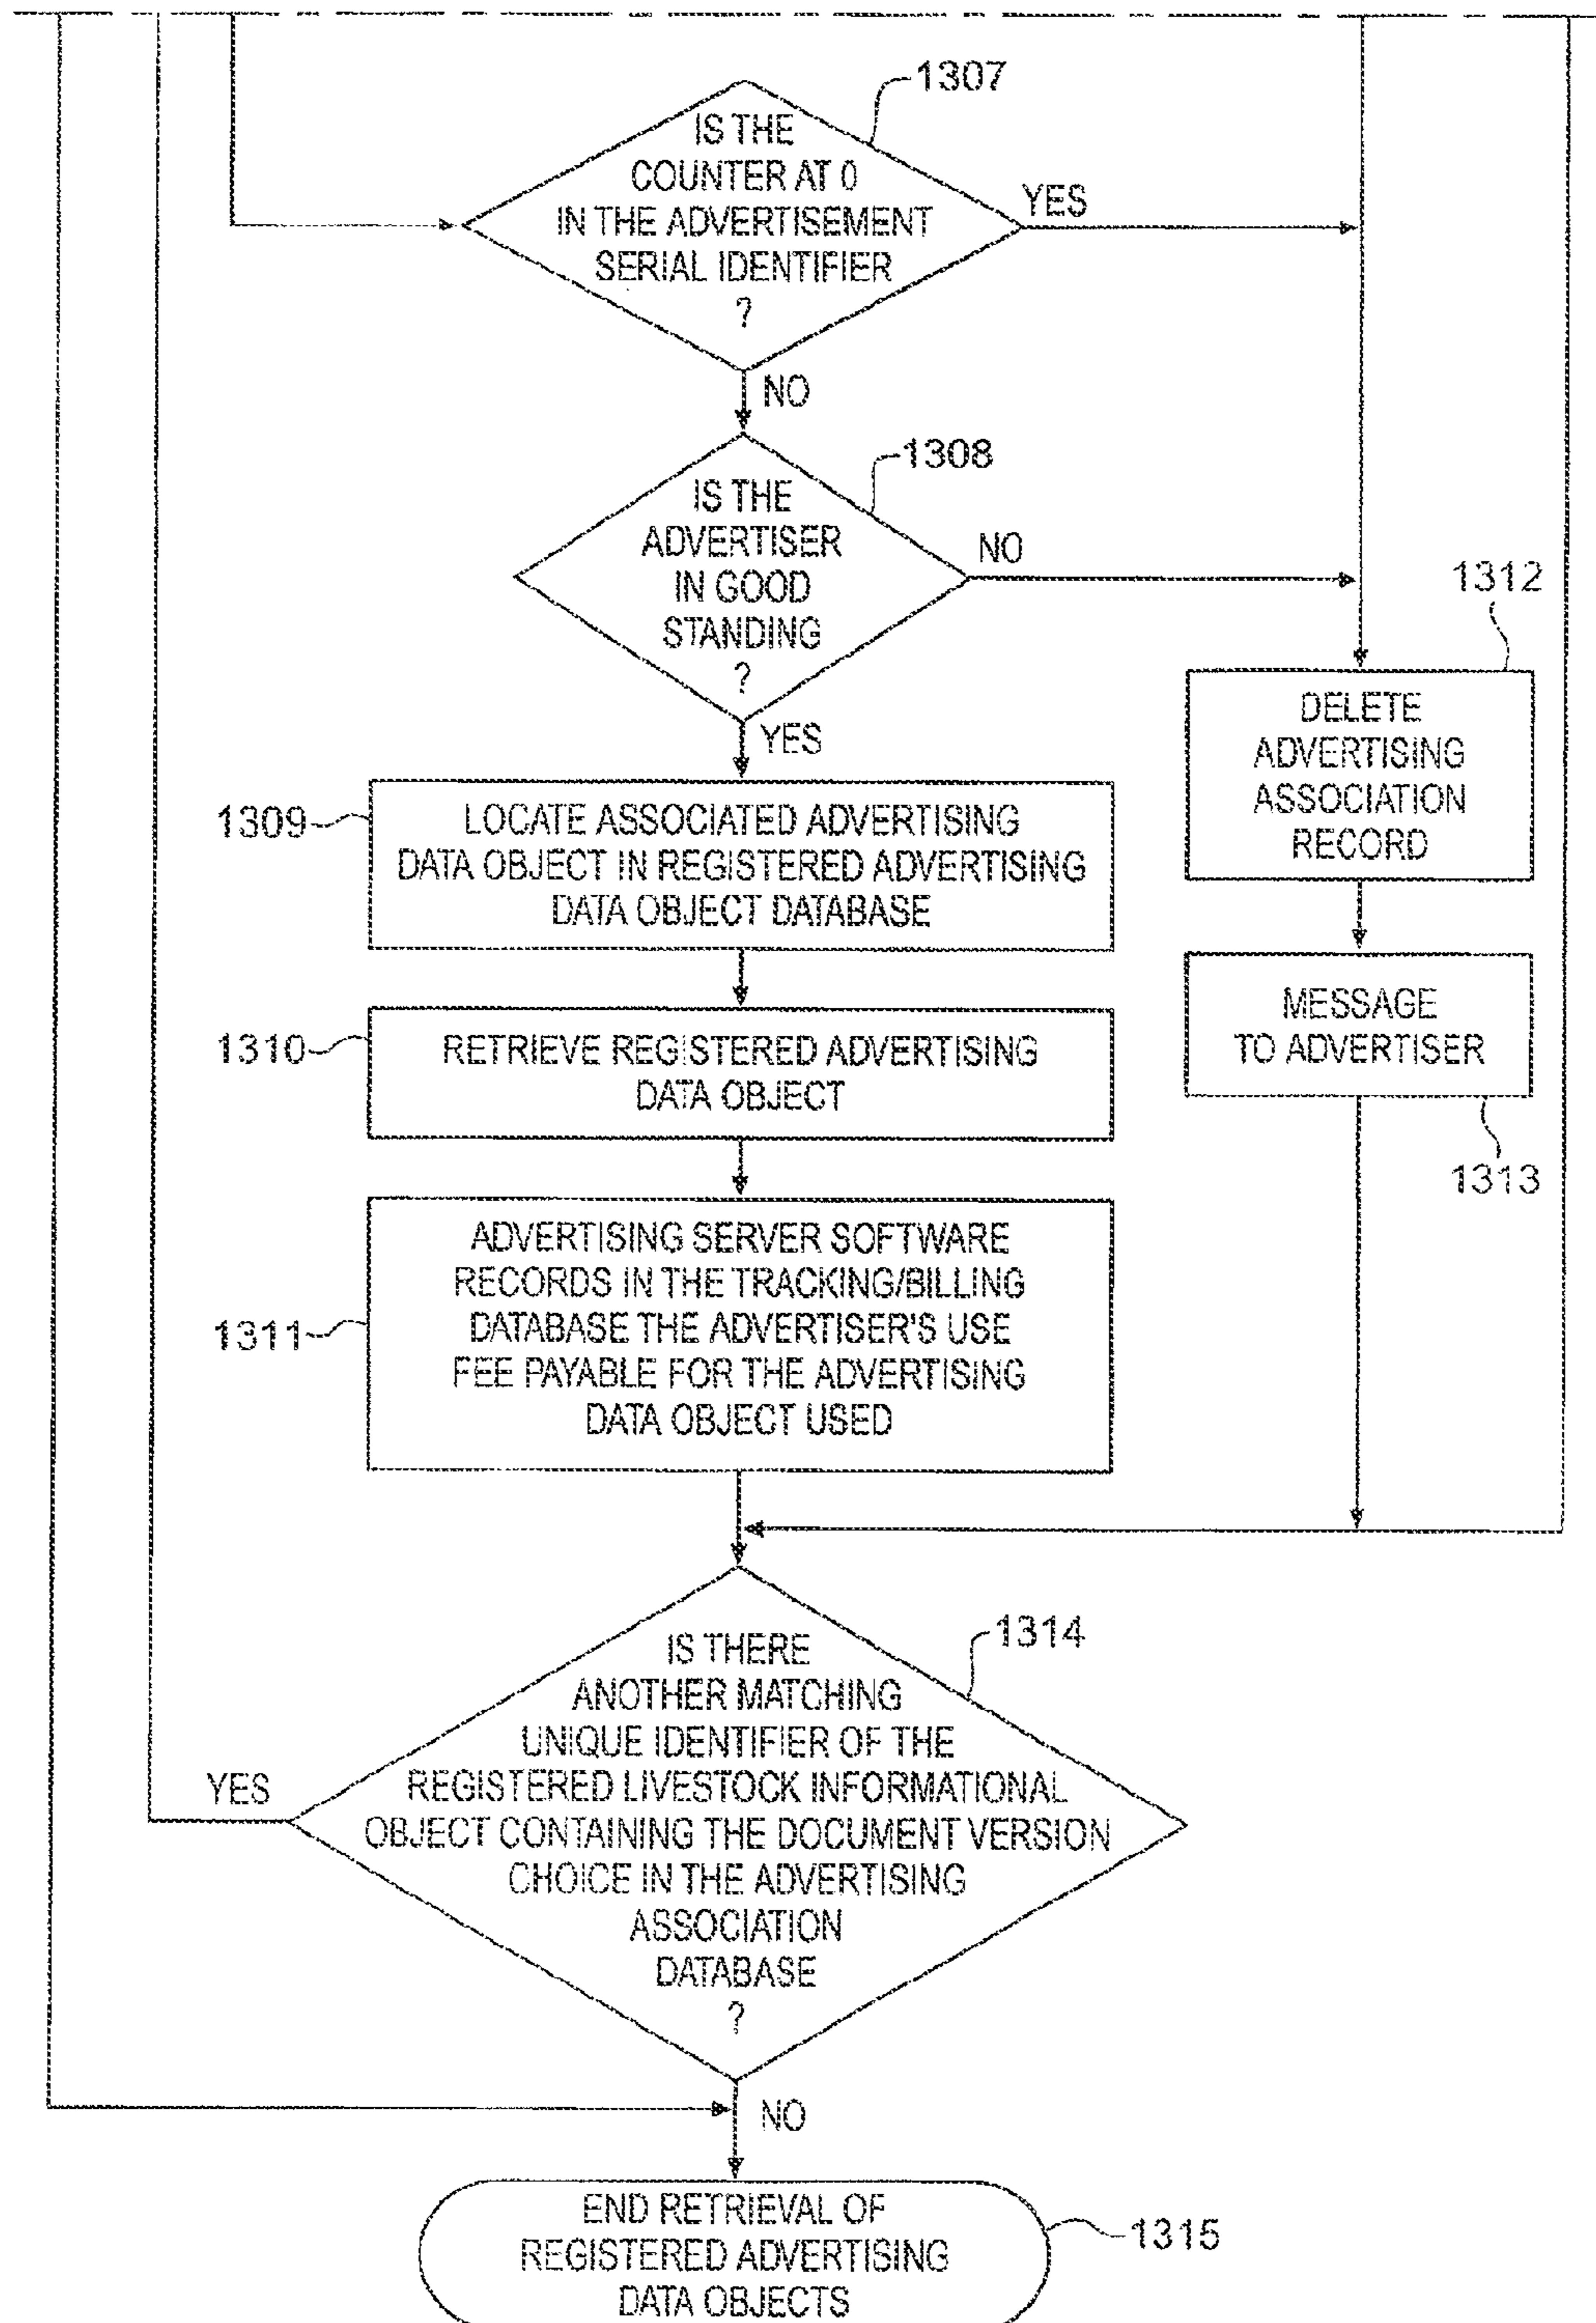 1307
IS THE
COUNTER AT 0
IN THE ADVERTISEMENT
SERIAL IDENTIFIER
?
YES
NO
1308
IS THE
ADVERTISER
IN GOOD
STANDING
?
NO
YES
1312
DELETE
ADVERTISING
ASSOCIATION
RECORD
1309
LOCATE ASSOCIATED ADVERTISING
DATA OBJECT IN REGISTERED ADVERTISING
DATA OBJECT DATABASE
MESSAGE
TO ADVERTISER
1313
1310
RETRIEVE REGISTERED ADVERTISING
DATA OBJECT
1311
ADVERTISING SERVER SOFTWARE
RECORDS IN THE TRACKING/BILLING
DATABASE THE ADVERTISER'S USE
FEE PAYABLE FOR THE ADVERTISING
DATA OBJECT USED
1314
IS THERE
ANOTHER MATCHING
UNIQUE IDENTIFIER OF THE
REGISTERED LIVESTOCK INFORMATIONAL
OBJECT CONTAINING THE DOCUMENT VERSION
CHOICE IN THE ADVERTISING
ASSOCIATION
DATABASE
?
YES
NO
END RETRIEVAL OF
REGISTERED ADVERTISING
DATA OBJECTS
1315